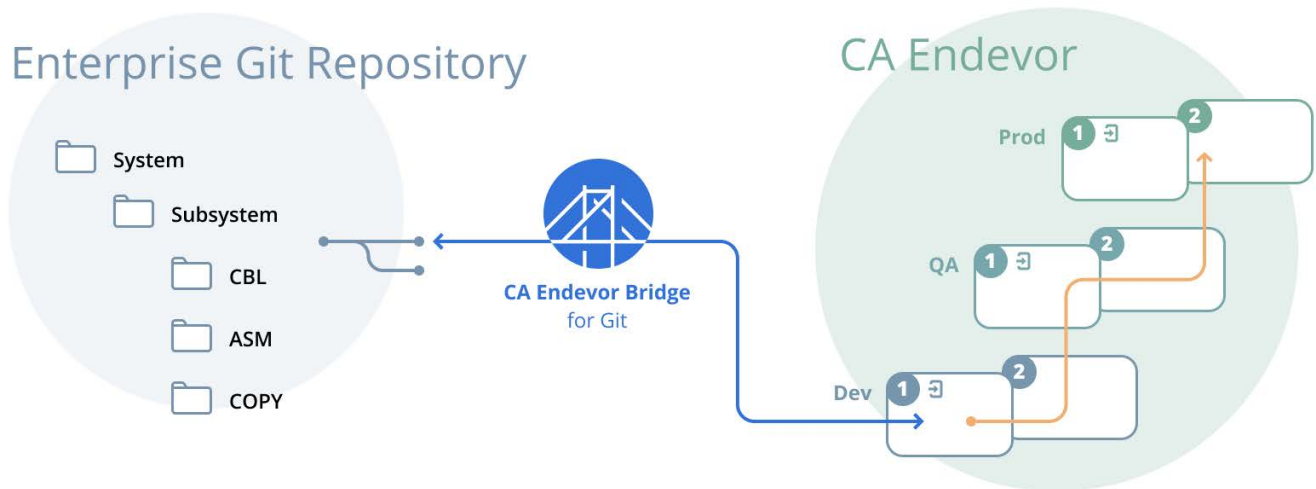 Enterprise Git Repository
System
Subsystem
CBL
ASM
COPY
CA Endevor Bridge
for Git
CA Endevor
Prod
1
2
QA
1
2
Dev
1
2